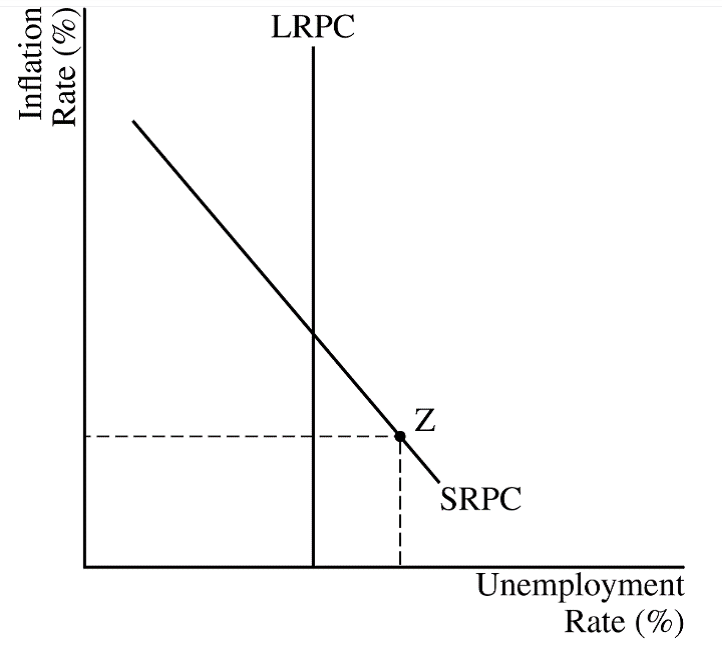 Inflation
Rate (%)
LRPC
Z
SRPC
Unemployment
Rate (%)